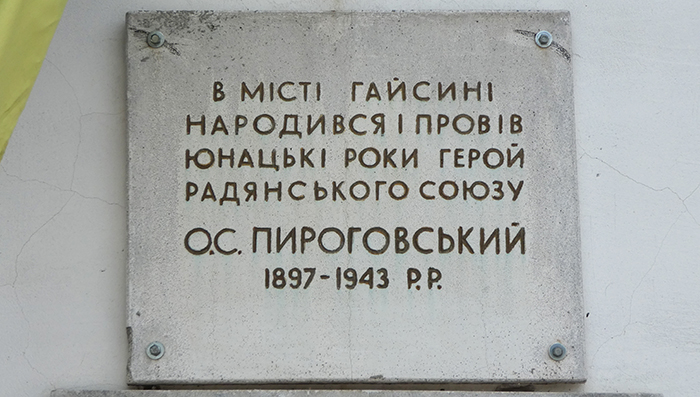 В МІСТІ ГАЙСИНІ
НАРОДИВСЯ І ПРОВІВ
ЮНАЦЬКІ РОКИ ГЕРОЙ
РАДЯНСЬКОГО СОЮЗУ
О.С. ПИРОГОВСЬКИЙ
1897-1943 Р.Р.